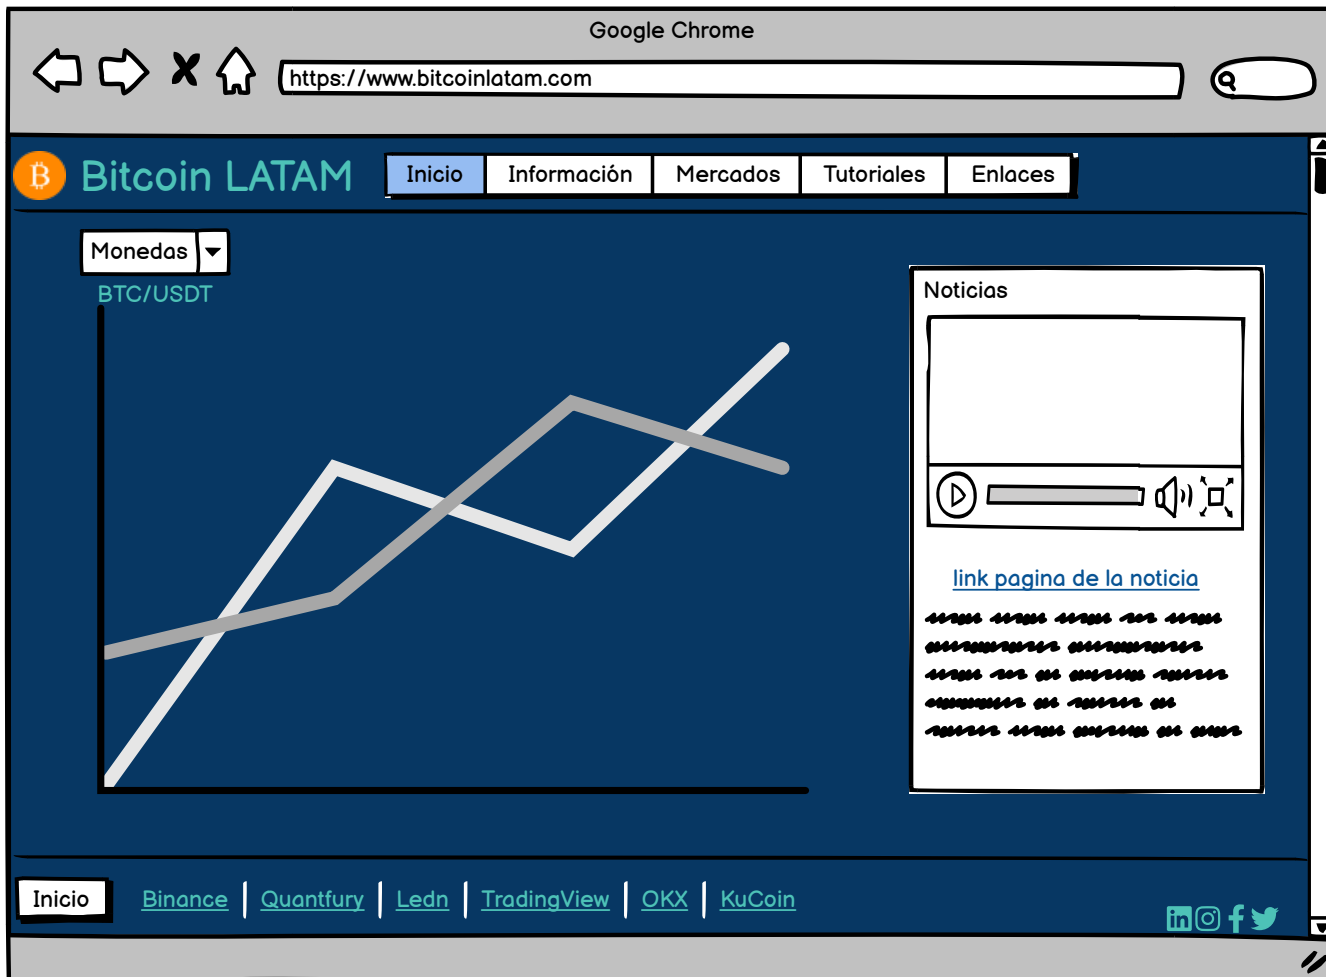 Google Chrome
https://www.bitcoinlatam.com
Bitcoin LATAM
Inicio Información Mercados Tutoriales Enlaces
Monedas
BTC/USDT
Noticias
link pagina de la noticia
Inicio Binance Quantfury Ledn TradingView OKX KuCoin